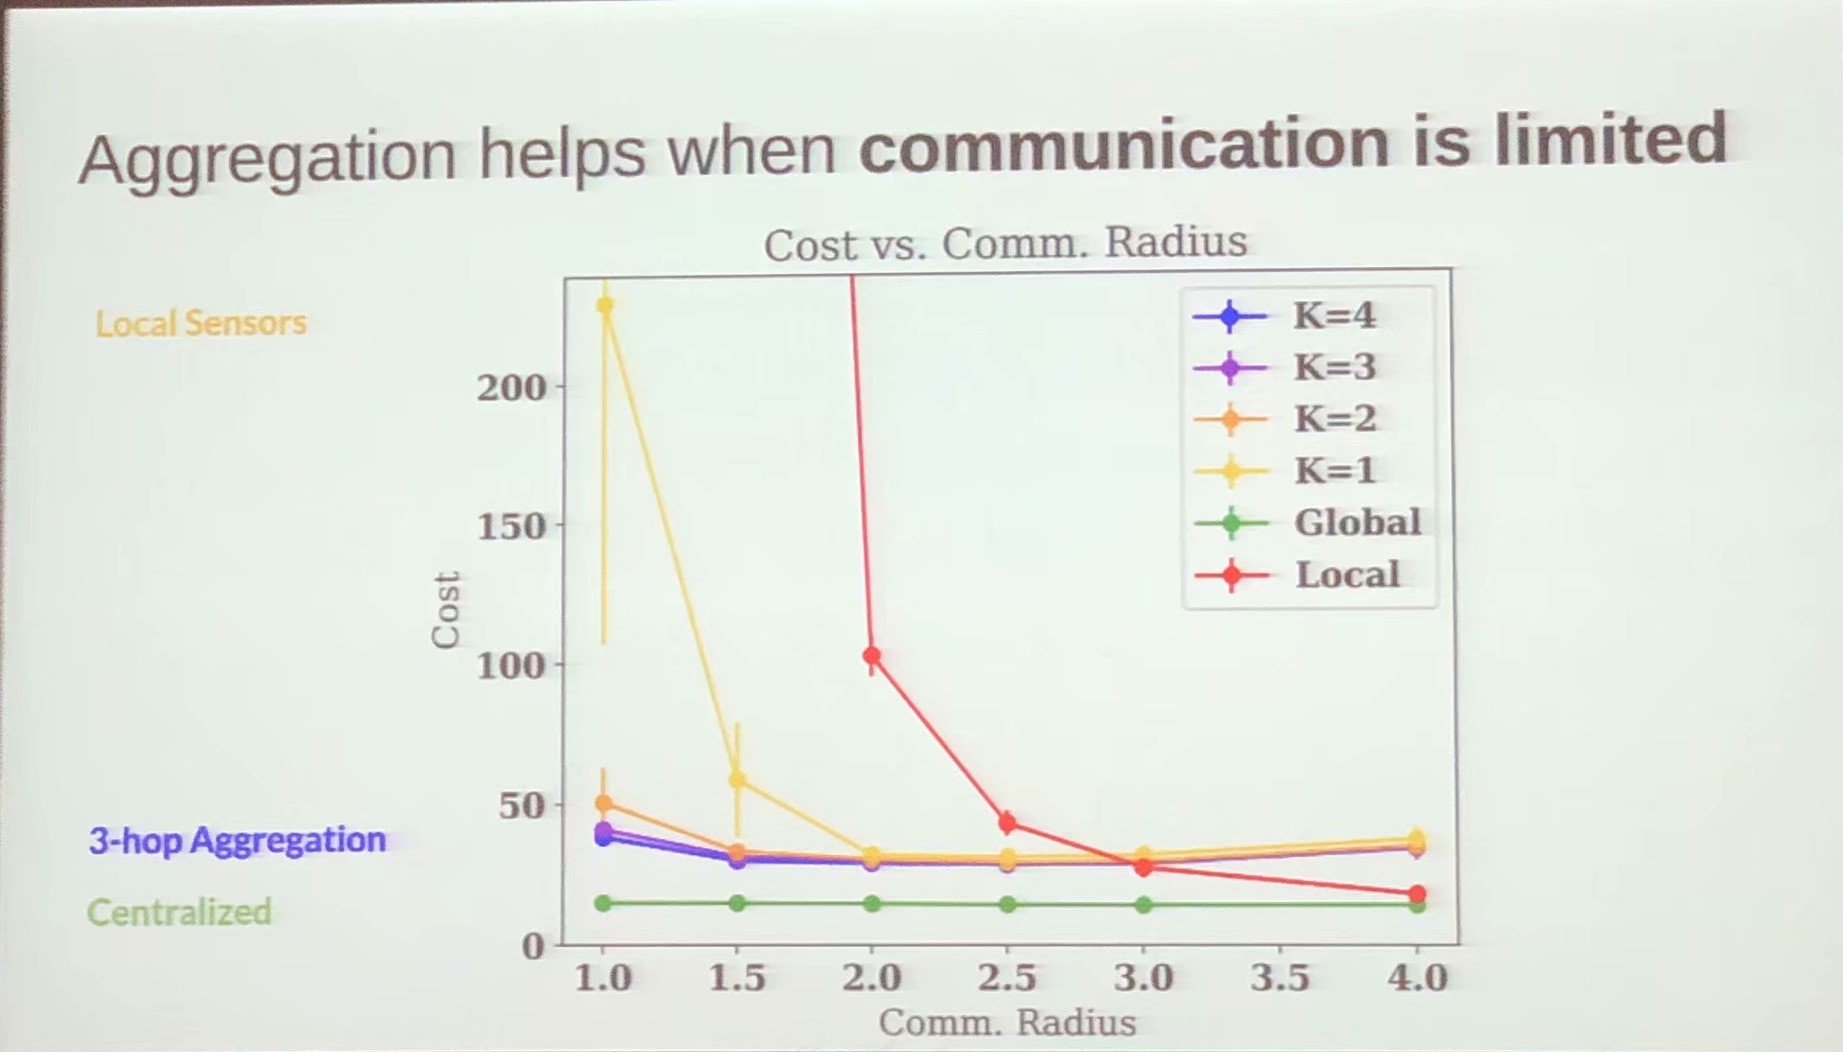 Aggregation helps when communication is limited
Cost vs. Comm. Radius
Local Sensors
3-hop Aggregation
Centralized
Cost
200
150
100
50
0
K=4
K=3
K=2
K=1
Global
Local
1.0 1.5 2.0 2.5 3.0 3.5 4.0
Comm. Radius